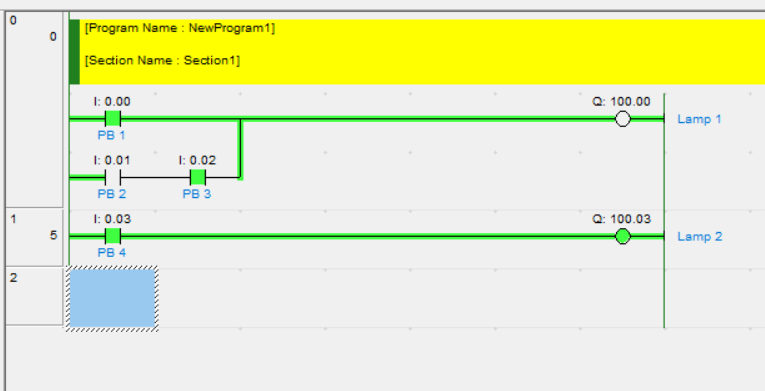 0
0
[Program Name : NewProgram1]
[Section Name : Section1]
I: 0.00
Q: 100.00
PB 1
Lamp 1
I: 0.01
I: 0.02
PB 2
PB 3
1
5
I: 0.03
Q: 100.03
PB 4
Lamp 2
2